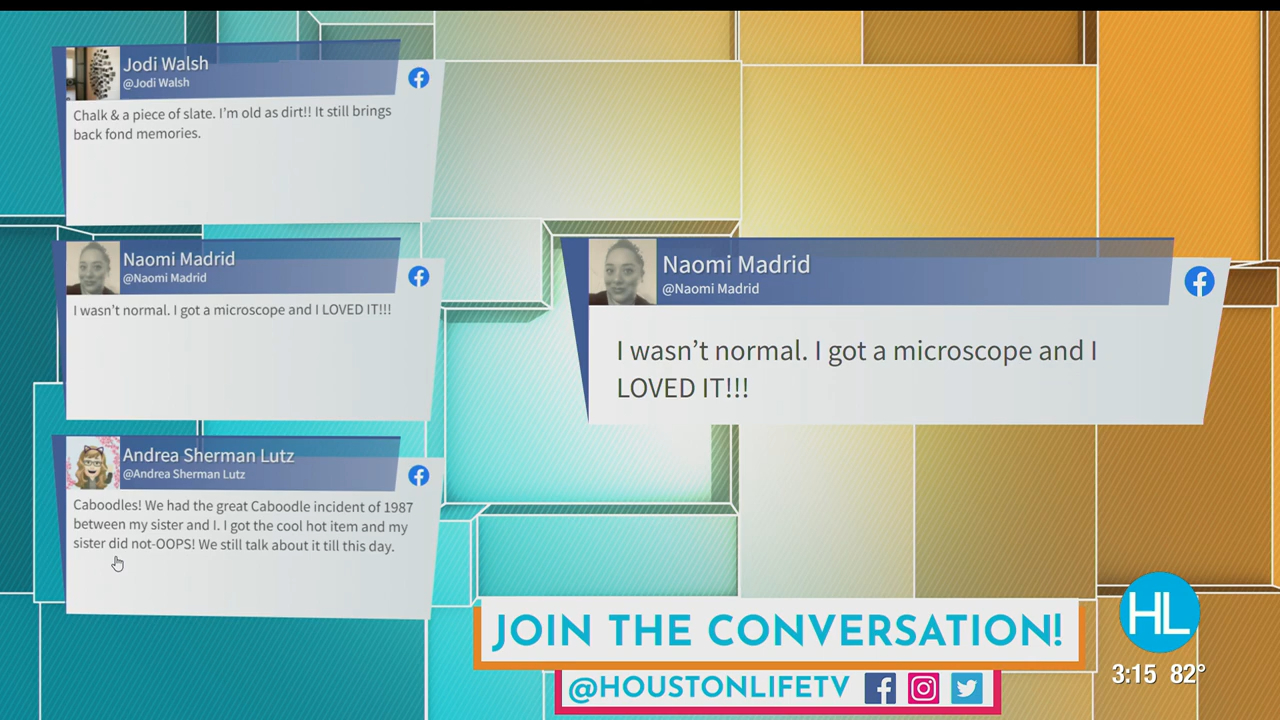 Jodi Walsh
@Jodi Walsh
Chalk & a piece of slate. I'm old as dirt!! It still brings
back fond memories.
Naomi Madrid
@Naomi Madrid
I wasn't normal. I got a microscope and I LOVED IT!!!
Andrea Sherman Lutz
@Andrea Sherman Lutz
Caboodles! We had the great Caboodle incident of 1987
between my sister and I. I got the cool hot item and my
sister did not-OOPS! We still talk about it till this day.
Naomi Madrid
@Naomi Madrid
I wasn't normal. I got a microscope and I
LOVED IT!!!
JOIN THE CONVERSATION!
@HOUSTONLIFETV
HL
3:15 82°